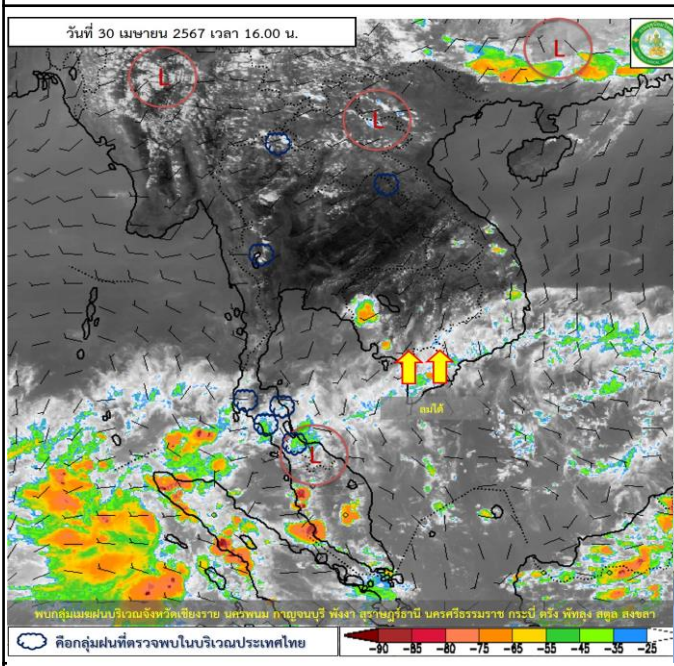 วันที่ 30 เมษายน 2567 เวลา 16.00 น.
L
L
L
ลมใต้
L
พบกลุ่มเมฆฝนบริเวณจังหวัดเชียงราย นครพนม กาญจนบุรี พังงา สุราษฎร์ธานี นครศรีธรรมราช กระบี่ ตรัง พัทลุง สตูล สงขลา
คือกลุ่มฝนที่ตรวจพบในบริเวณประเทศไทย
-90 -85 -80 -75 -65 -55 -45 -35 -25